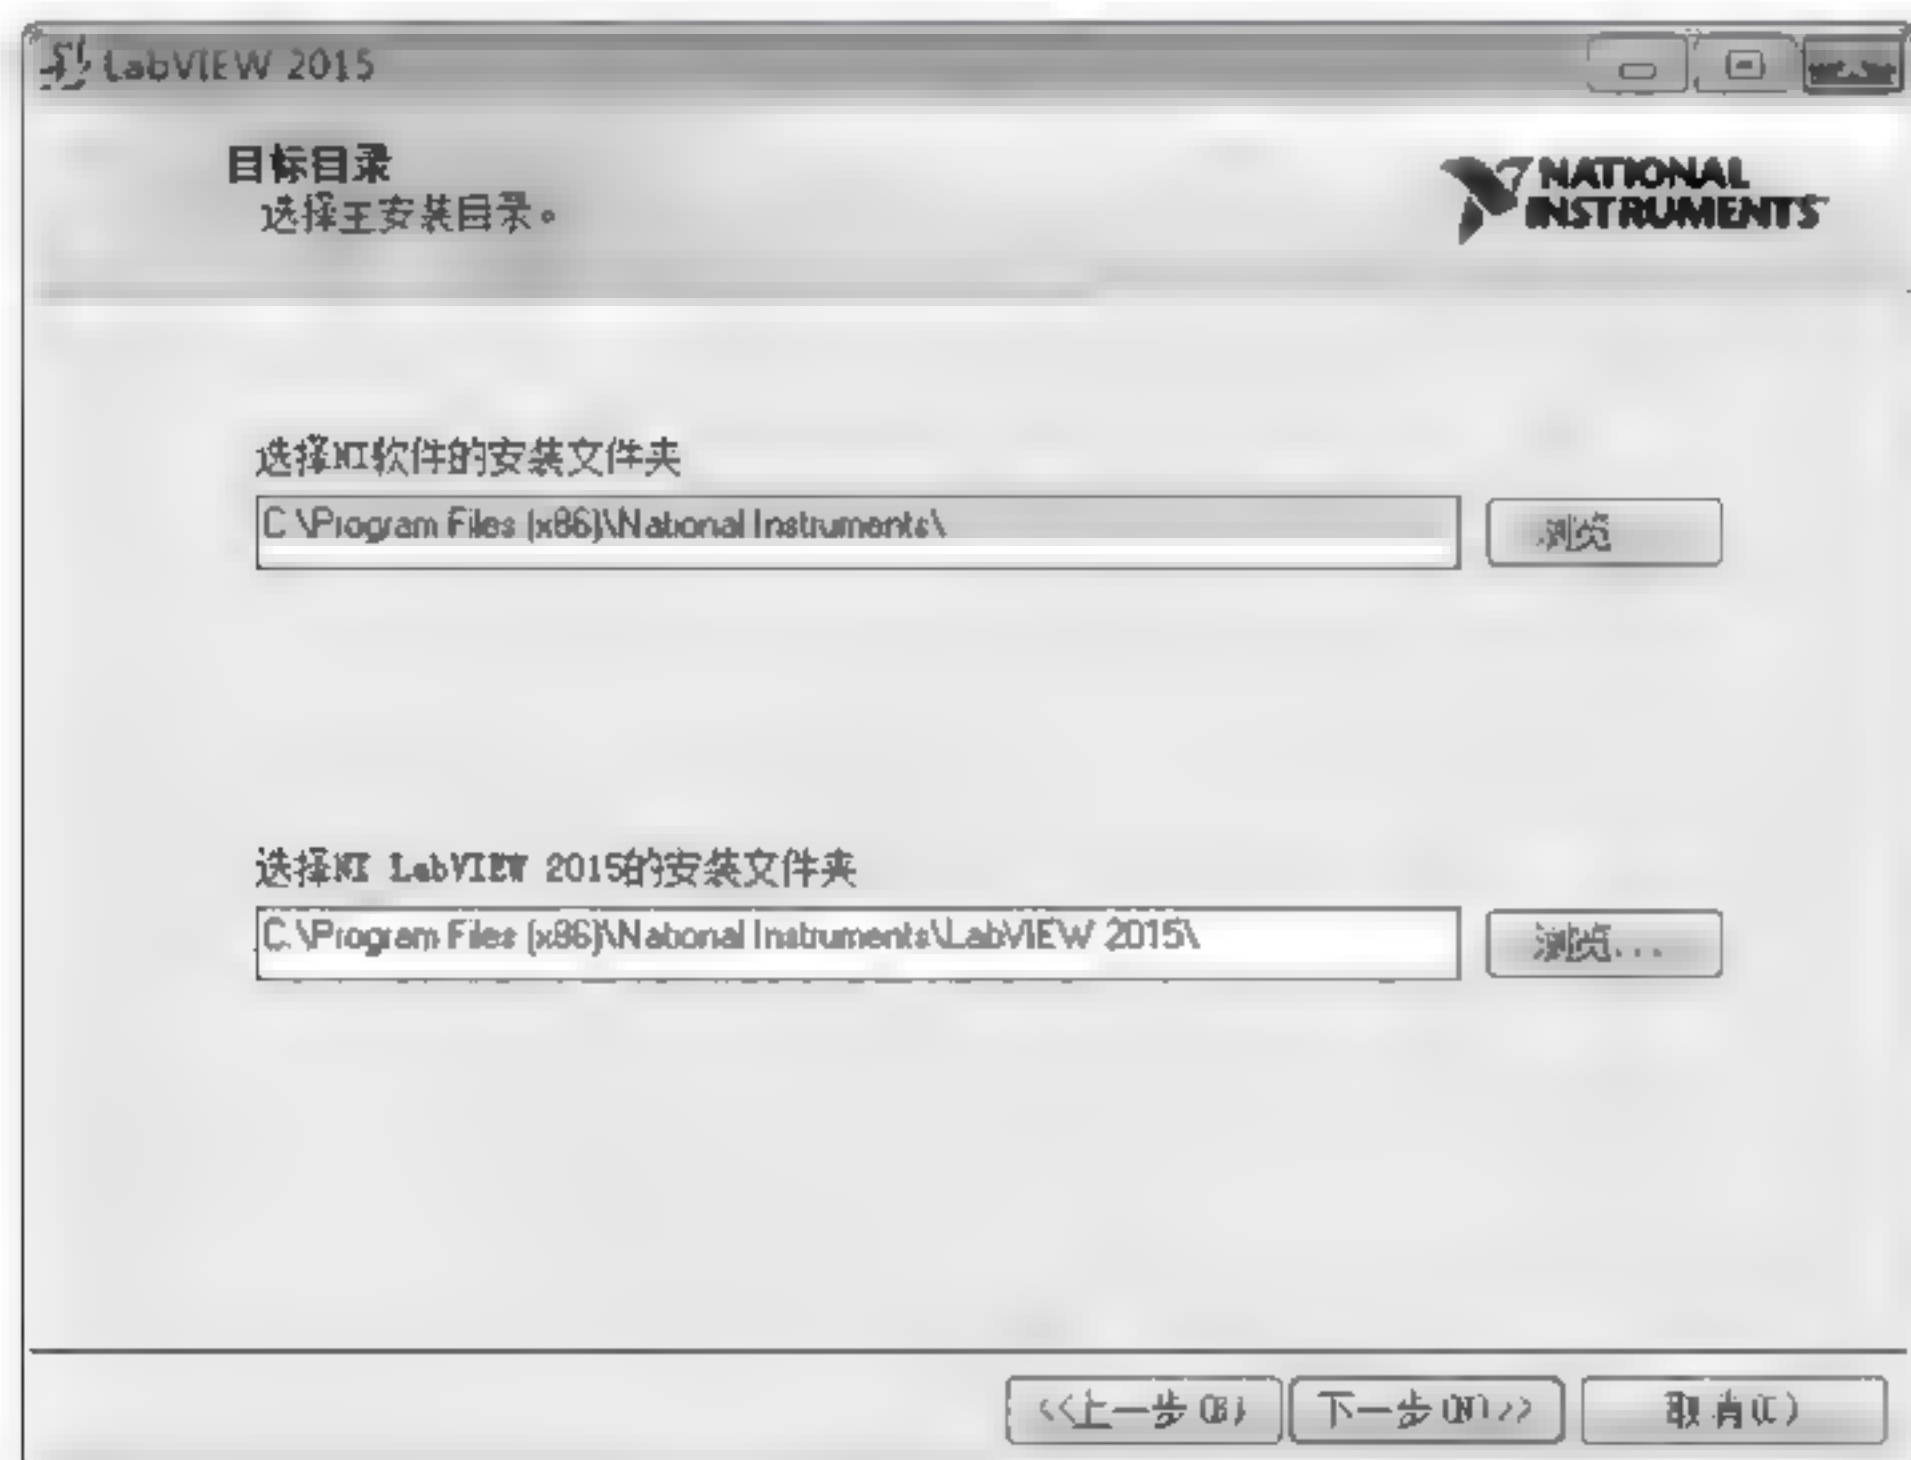 LabVIEW 2015
目标目录
选择主安装目录。
NATIONAL
INSTRUMENTS
选择NI软件的安装文件夹
C:\Program Files (x86)\National Instruments\
浏览
选择NI LabVIEW 2015的安装文件夹
C:\Program Files (x86)\National Instruments\LabVIEW 2015\
浏览...
<<上一步(B) 下一步(N)>> 取消(C)